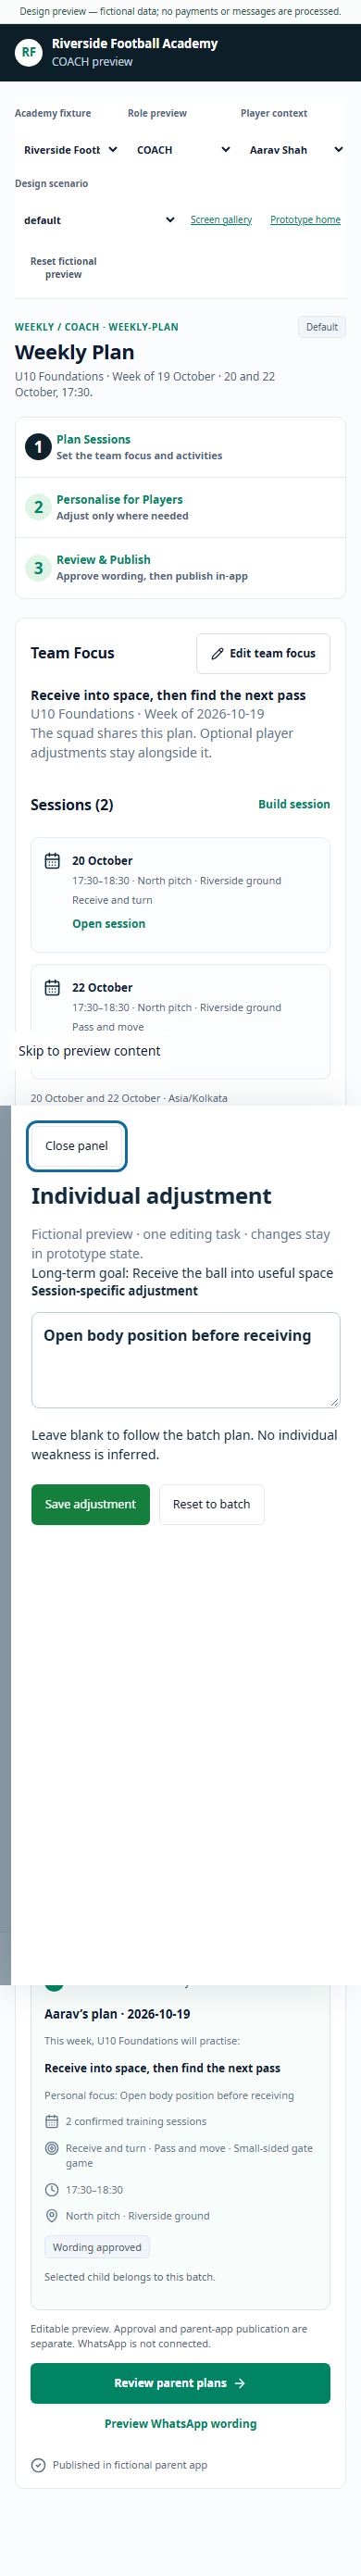 Design preview — fictional data; no payments or messages are processed.
RF
Riverside Football Academy
COACH preview
Academy fixture
Role preview
Player context
Riverside Footb
COACH
Aarav Shah
Design scenario
default
Screen gallery
Prototype home
Reset fictional
preview
WEEKLY / COACH · WEEKLY-PLAN
Default
Weekly Plan
U10 Foundations · Week of 19 October · 20 and 22
October, 17:30.
1
Plan Sessions
Set the team focus and activities
2
Personalise for Players
Adjust only where needed
3
Review & Publish
Approve wording, then publish in-app
Team Focus
Edit team focus
Receive into space, then find the next pass
U10 Foundations · Week of 2026-10-19
The squad shares this plan. Optional player
adjustments stay alongside it.
Sessions (2)
Build session
20 October
17:30–18:30 · North pitch · Riverside ground
Receive and turn
Open session
22 October
17:30–18:30 · North pitch · Riverside ground
Pass and move
Skip to preview content
20 October and 22 October · Asia/Kolkata
Close panel
Individual adjustment
Fictional preview · one editing task · changes stay
in prototype state.
Long-term goal: Receive the ball into useful space
Session-specific adjustment
Open body position before receiving
Leave blank to follow the batch plan. No individual
weakness is inferred.
Save adjustment
Reset to batch
Aarav’s plan · 2026-10-19
This week, U10 Foundations will practise:
Receive into space, then find the next pass
Personal focus: Open body position before receiving
2 confirmed training sessions
Receive and turn · Pass and move · Small-sided gate
game
17:30–18:30
North pitch · Riverside ground
Wording approved
Selected child belongs to this batch.
Editable preview. Approval and parent-app publication are
separate. WhatsApp is not connected.
Review parent plans
Preview WhatsApp wording
Published in fictional parent app